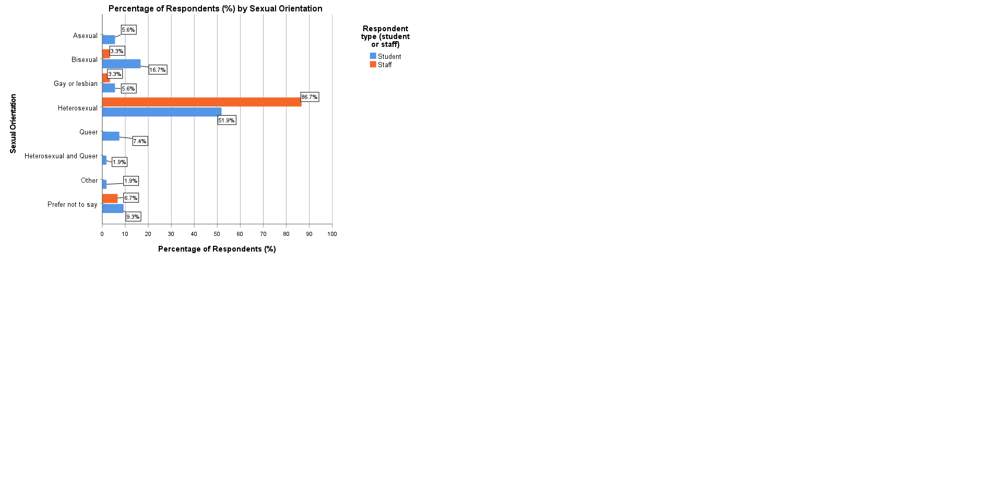 Percentage of Respondents (%) by Sexual Orientation
Sexual Orientation
Asexual
5.6%
3.3%
Bisexual
16.7%
3.3%
Gay or lesbian
5.6%
86.7%
Heterosexual
51.9%
Queer
7.4%
Heterosexual and Queer
1.9%
Other
1.9%
6.7%
Prefer not to say
9.3%
0 10 20 30 40 50 60 70 80 90 100
Percentage of Respondents (%)
Respondent
type (student
or staff)
Student
Staff